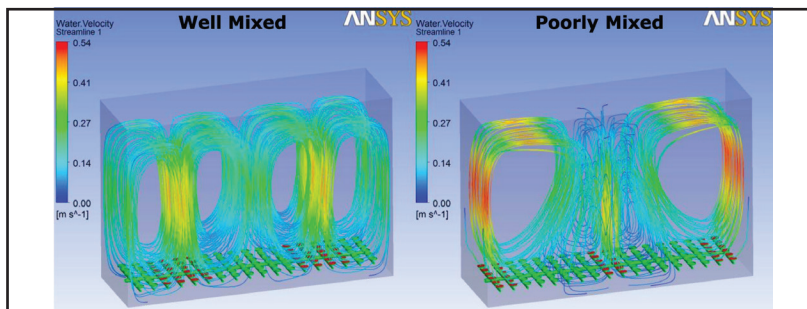 Water.Velocity
Streamline 1
Well Mixed
ANSYS
0.54
0.41
0.27
0.14
0.00
[m s^-1]
Water.Velocity
Streamline 1
Poorly Mixed
ANSYS
0.54
0.41
0.27
0.14
0.00
[m s^-1]